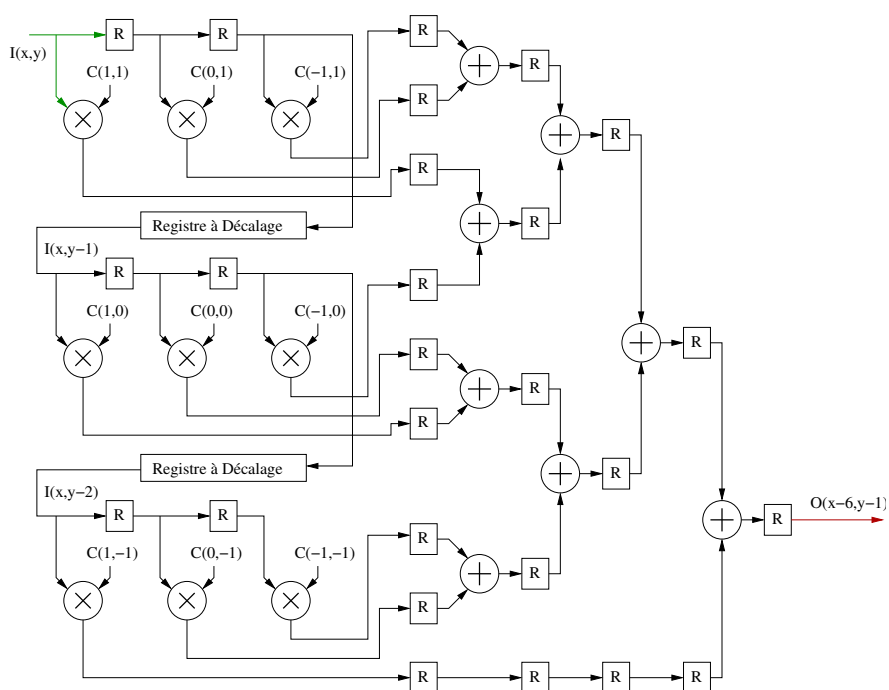 R R R
I(x,y)
C(1,1) C(0,1) C(−1,1)
R
R
R
R
R
Registre à Décalage
R
I(x,y−1)
R R
R
C(1,0) C(0,0) C(−1,0)
R
R
R
R
Registre à Décalage
R
I(x,y−2)
R R
O(x−6,y−1)
R
R
C(1,−1) C(0,−1) C(−1,−1)
R
R
R R R R